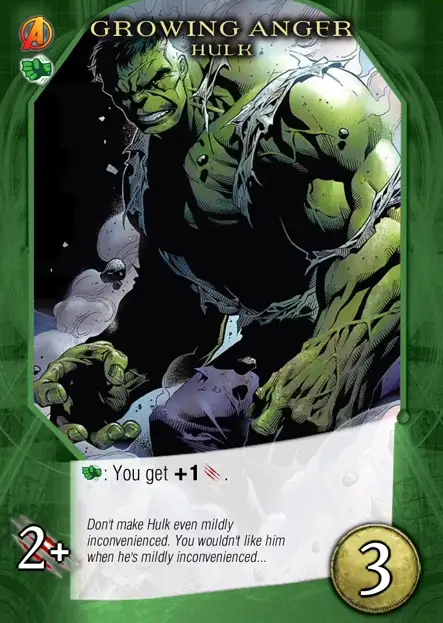 GROWING ANGER
HULK
: You get +1 .
Don't make Hulk even mildly
inconvenienced. You wouldn't like him
when he's mildly inconvenienced...
2+
3